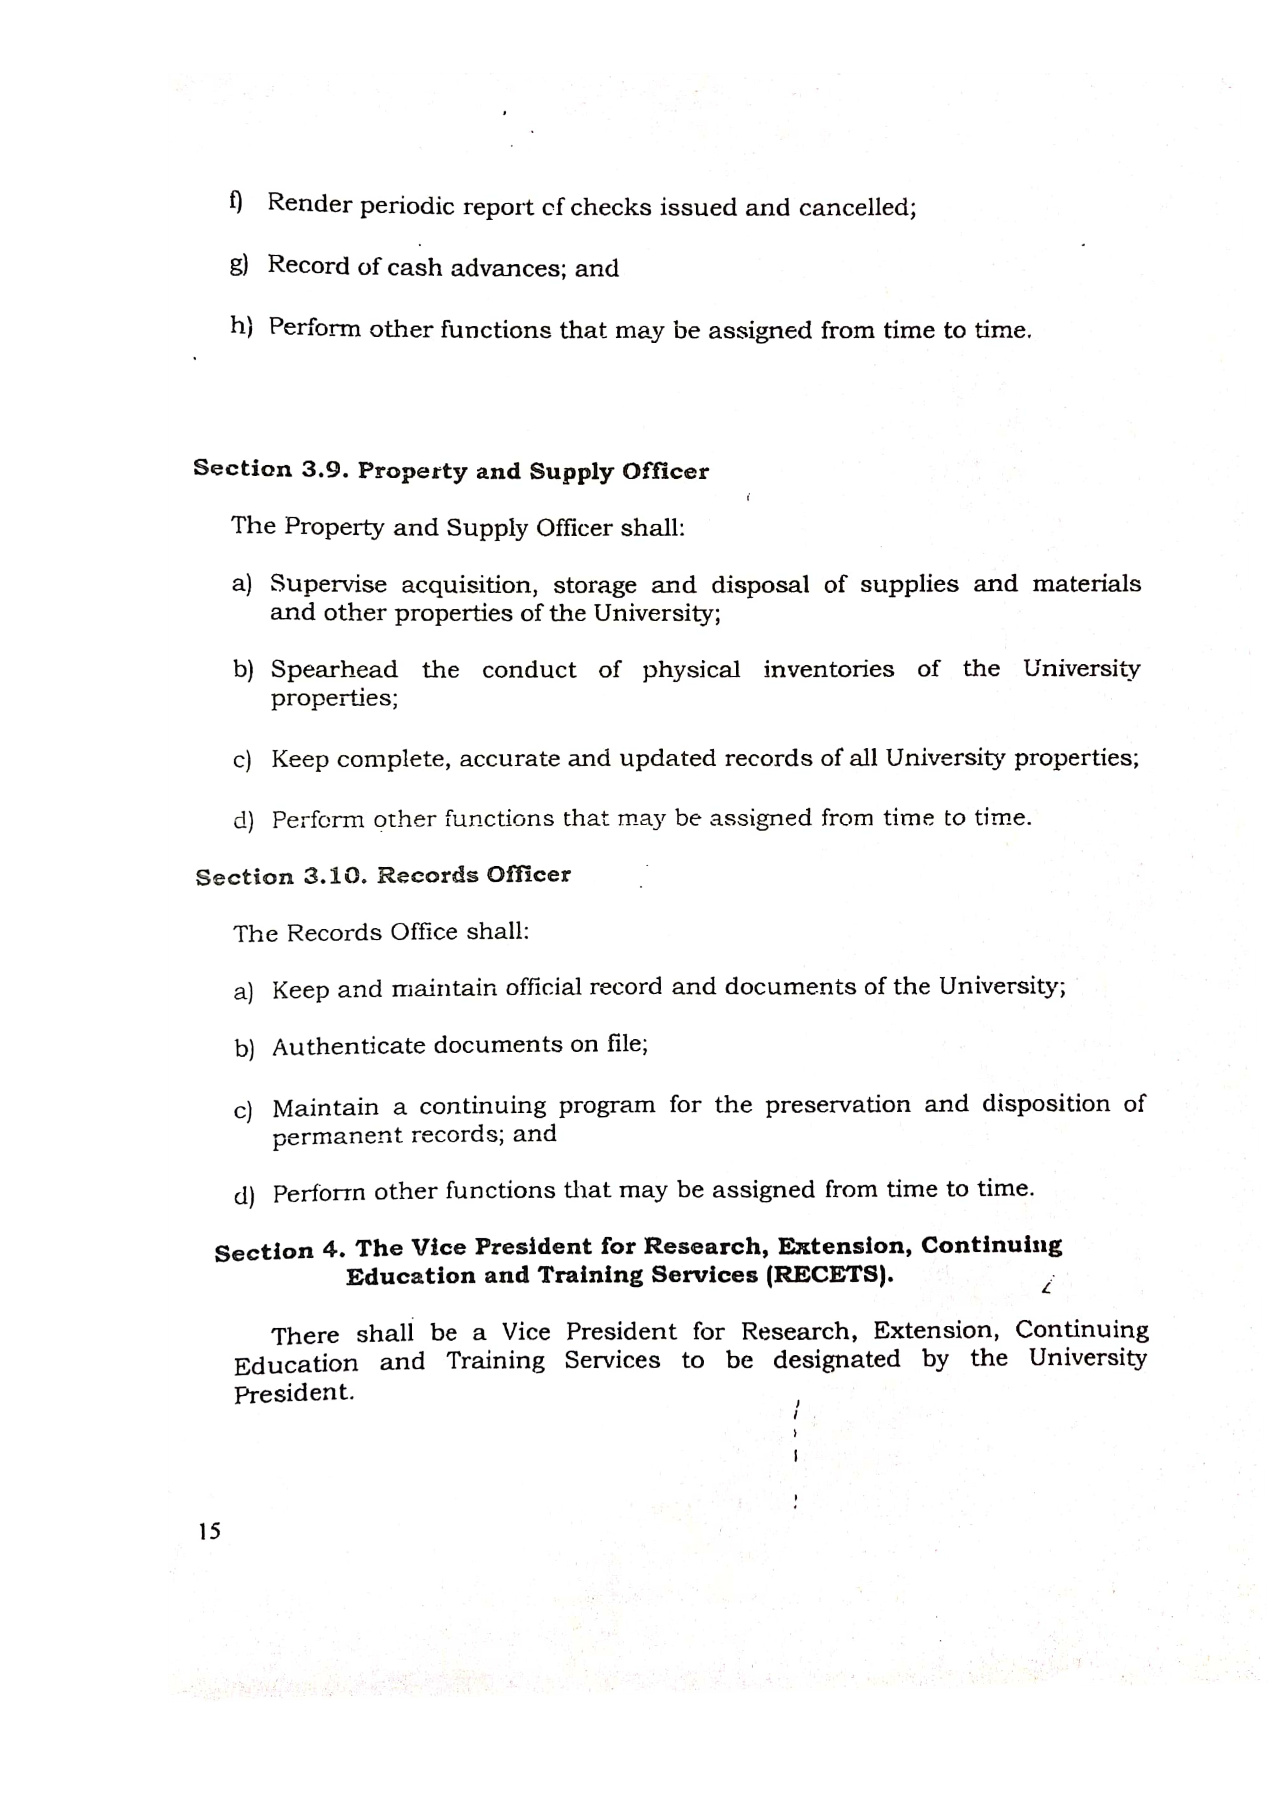 f) Render periodic report of checks issued and cancelled;
g) Record of cash advances; and
h) Perform other functions that may be assigned from time to time.
Section 3.9. Property and Supply Officer
The Property and Supply Officer shall:
a) Supervise acquisition, storage and disposal of supplies and materials
and other properties of the University;
b) Spearhead the conduct of physical inventories of the University
properties;
c) Keep complete, accurate and updated records of all University properties;
d) Perform other functions that may be assigned from time to time.
Section 3.10. Records Officer
The Records Office shall:
a) Keep and maintain official record and documents of the University;
b) Authenticate documents on file;
c) Maintain a continuing program for the preservation and disposition of
permanent records; and
d) Perform other functions that may be assigned from time to time.
Section 4. The Vice President for Research, Extension, Continuing
Education and Training Services (RECETS).
There shall be a Vice President for Research, Extension, Continuing
Education and Training Services to be designated by the University
President.
15